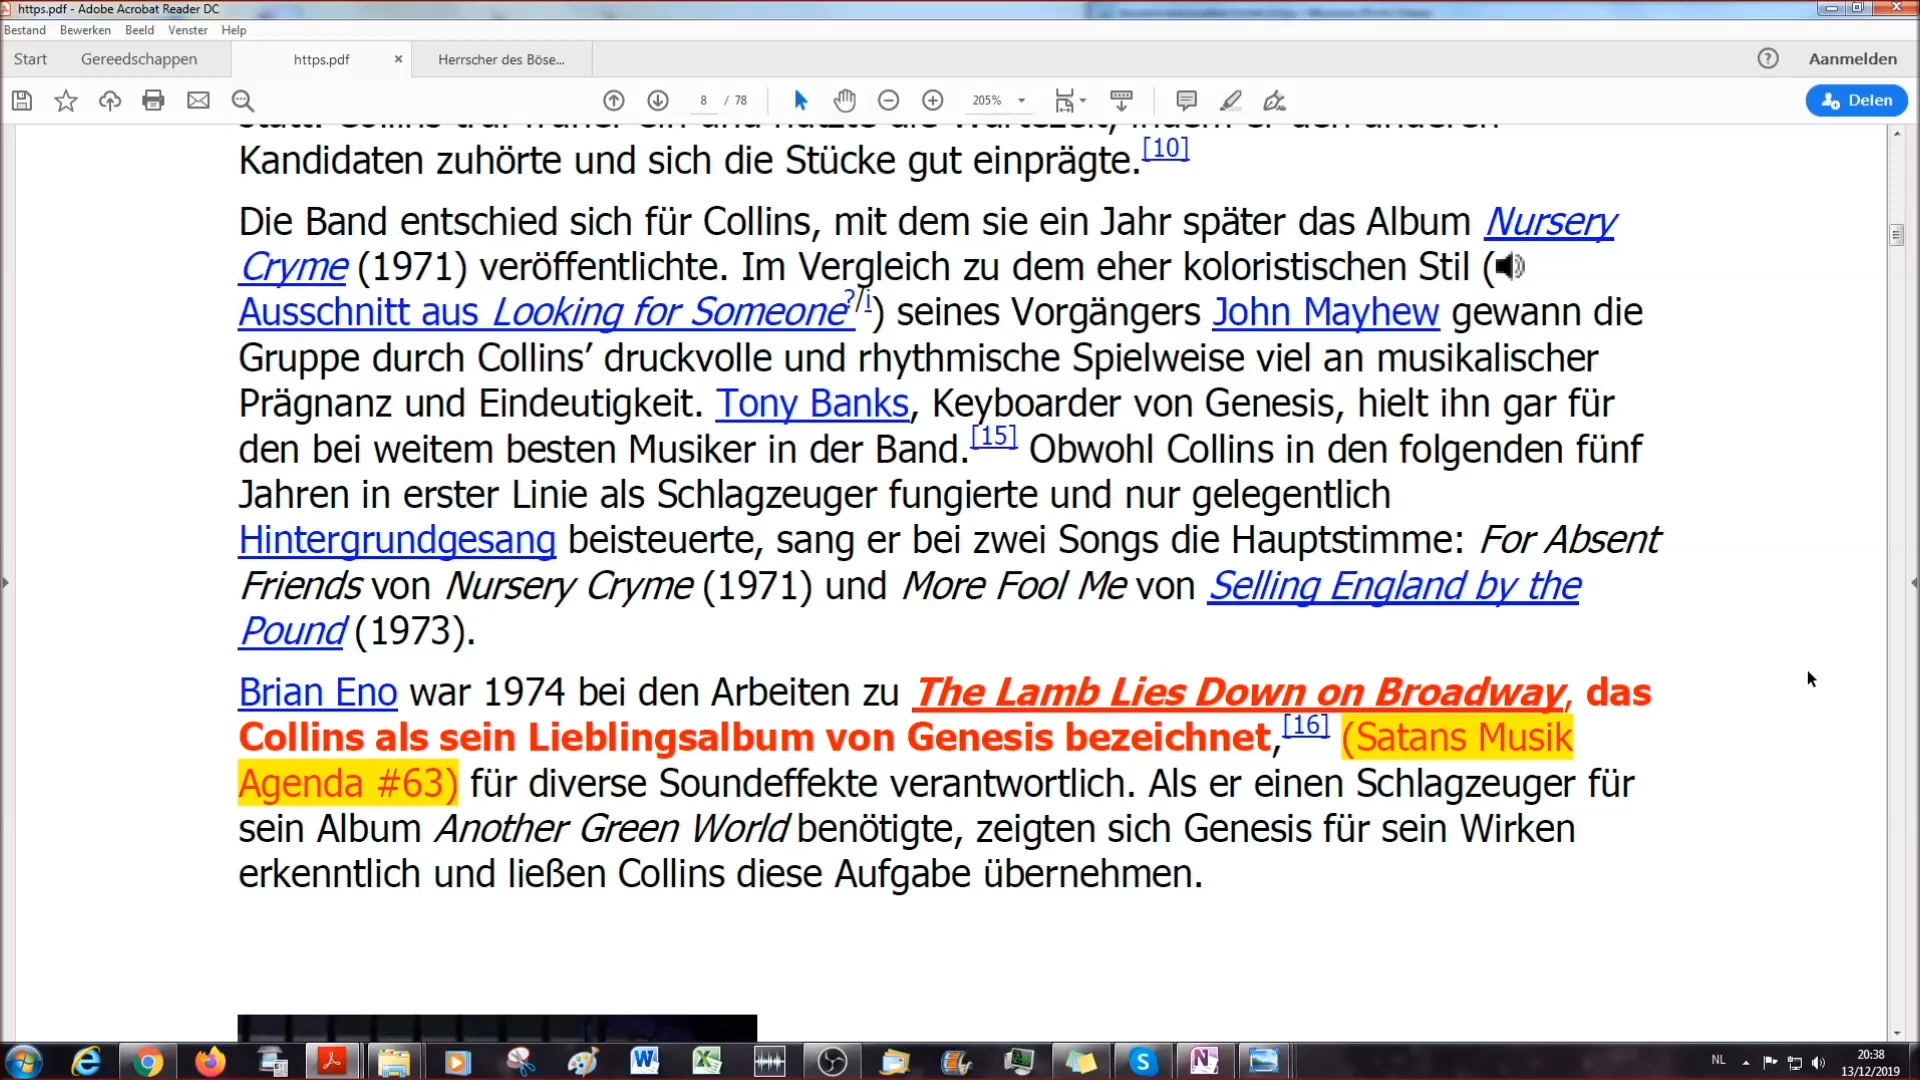 https.pdf - Adobe Acrobat Reader DC
Bestand Bewerken Beeld Venster Help
Start Gereedschappen https.pdf × Herrscher des Böse... ? Aanmelden
8 / 78 205% Delen
Kandidaten zuhörte und sich die Stücke gut einprägte.[10]
Die Band entschied sich für Collins, mit dem sie ein Jahr später das Album Nursery
Cryme (1971) veröffentlichte. Im Vergleich zu dem eher koloristischen Stil (
Ausschnitt aus Looking for Someone?/i) seines Vorgängers John Mayhew gewann die
Gruppe durch Collins’ druckvolle und rhythmische Spielweise viel an musikalischer
Prägnanz und Eindeutigkeit. Tony Banks, Keyboarder von Genesis, hielt ihn gar für
den bei weitem besten Musiker in der Band.[15] Obwohl Collins in den folgenden fünf
Jahren in erster Linie als Schlagzeuger fungierte und nur gelegentlich
Hintergrundgesang beisteuerte, sang er bei zwei Songs die Hauptstimme: For Absent
Friends von Nursery Cryme (1971) und More Fool Me von Selling England by the
Pound (1973).
Brian Eno war 1974 bei den Arbeiten zu The Lamb Lies Down on Broadway, das
Collins als sein Lieblingsalbum von Genesis bezeichnet,[16] (Satans Musik
Agenda #63) für diverse Soundeffekte verantwortlich. Als er einen Schlagzeuger für
sein Album Another Green World benötigte, zeigten sich Genesis für sein Wirken
erkenntlich und ließen Collins diese Aufgabe übernehmen.
NL 20:38
13/12/2019